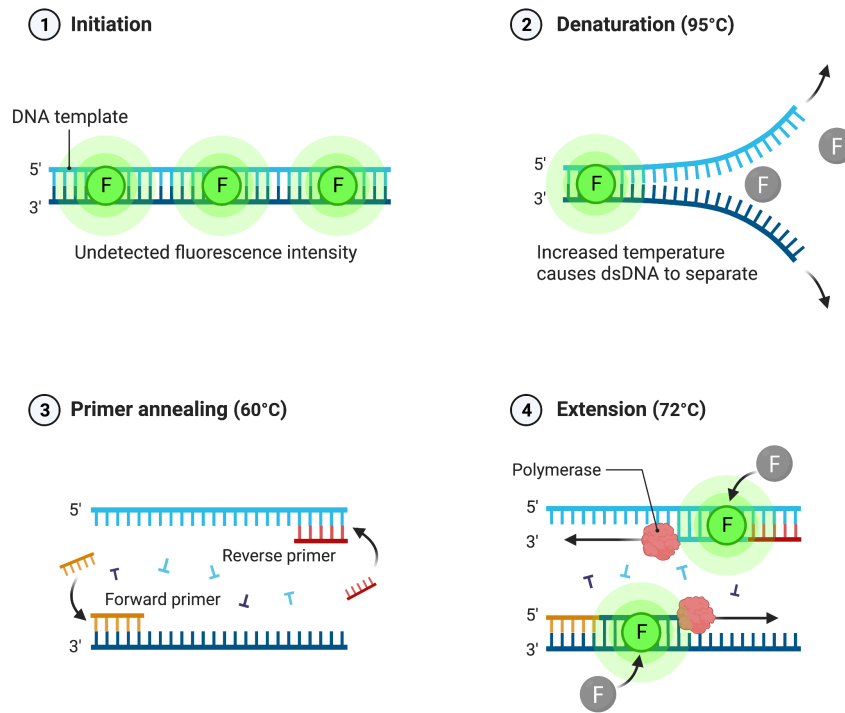 1 Initiation
DNA template
5'
3'
F F F
Undetected fluorescence intensity
2 Denaturation (95°C)
5'
3'
F F F
Increased temperature
causes dsDNA to separate
3 Primer annealing (60°C)
5'
Reverse primer
Forward primer
3'
4 Extension (72°C)
F
Polymerase
5'
F
3'
5'
F
3'
F